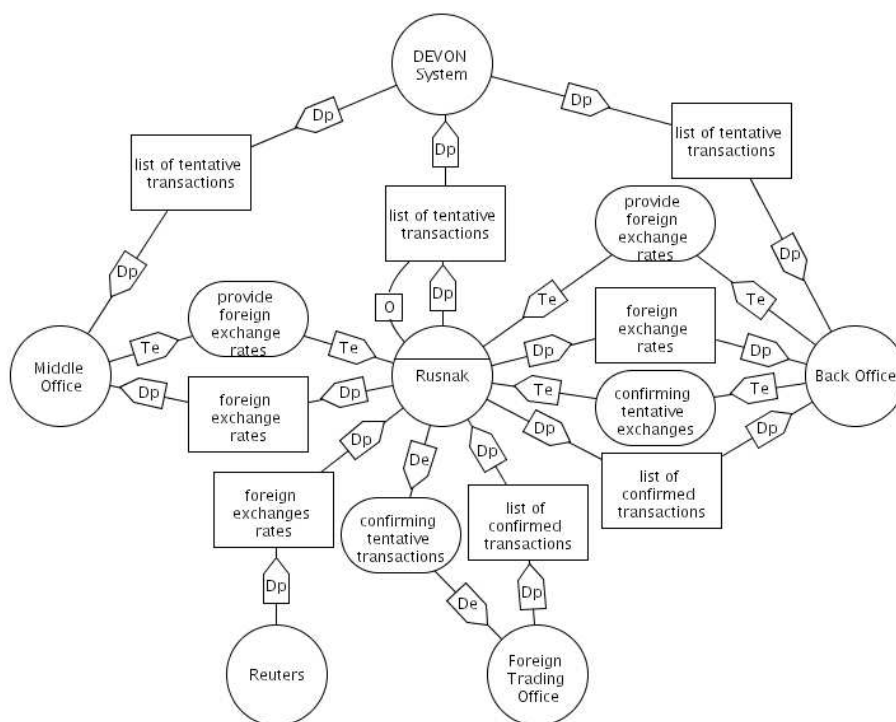 DEVON
System
Dp
Dp
Dp
list of tentative
transactions
list of tentative
transactions
list of tentative
transactions
provide
foreign
exchange
rates
Dp
Dp
Dp
O
Te
Te
provide
foreign
exchange
rates
foreign
exchange
rates
Te
Te
Dp
Dp
Middle
Office
Rusnak
Back Office
Te
Te
confirming
tentative
exchanges
Dp
Dp
foreign
exchange
rates
Dp
Dp
list of
confirmed
transactions
Dp
De
Dp
foreign
exchanges
rates
confirming
tentative
transactions
list of
confirmed
transactions
Dp
De
Dp
Reuters
Foreign
Trading
Office